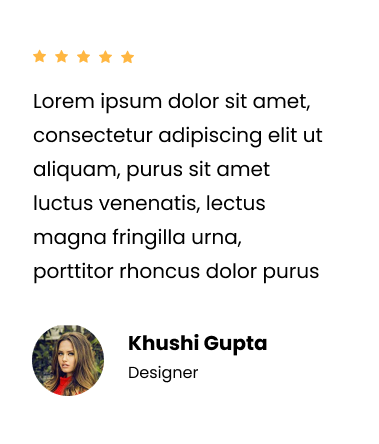 Lorem ipsum dolor sit amet,
consectetur adipiscing elit ut
aliquam, purus sit amet
luctus venenatis, lectus
magna fringilla urna,
porttitor rhoncus dolor purus
Khushi Gupta
Designer